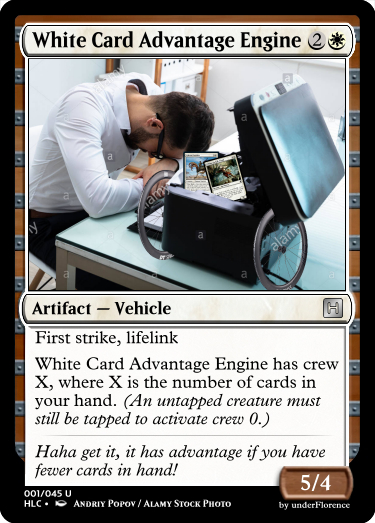 White Card Advantage Engine 2
Artifact — Vehicle
First strike, lifelink
White Card Advantage Engine has crew
X, where X is the number of cards in
your hand. (An untapped creature must
still be tapped to activate crew 0.)
Haha get it, it has advantage if you have
fewer cards in hand!
5/4
001/045 U
HLC • Andriy Popov / Alamy Stock Photo
by underFlorence